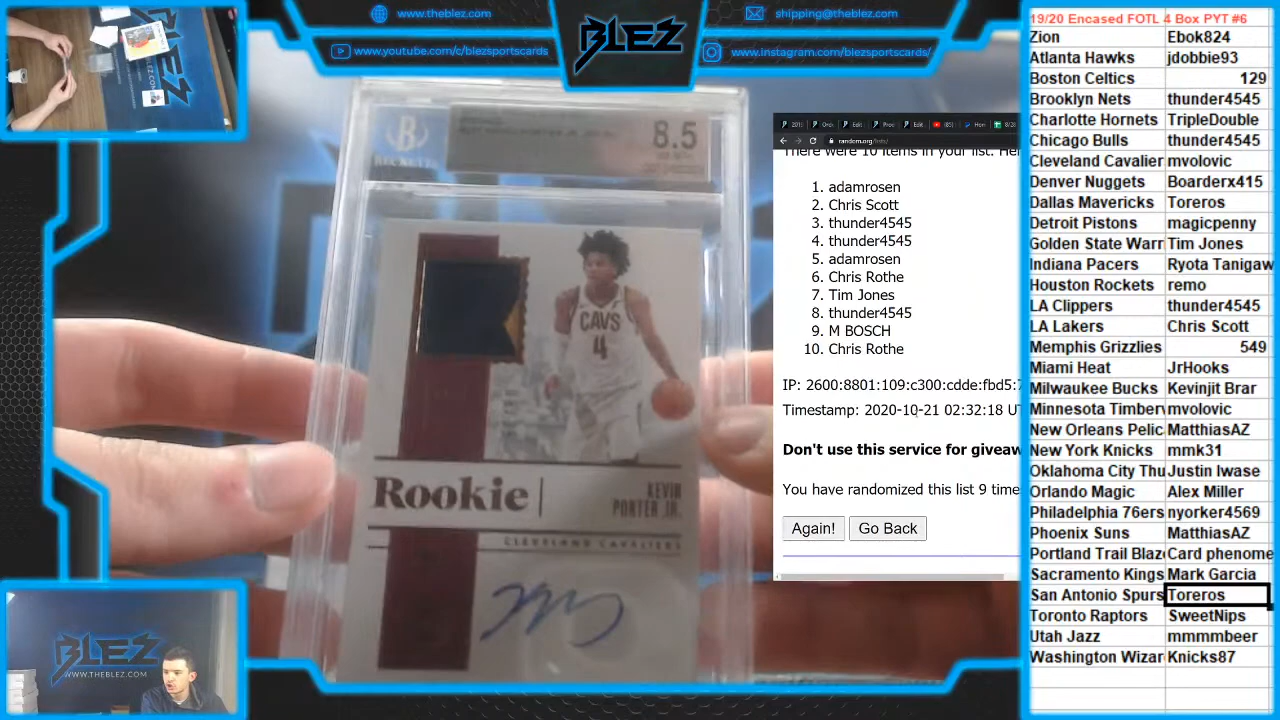 www.theblez.com
www.youtube.com/c/blezsportscards
BLEZ
shipping@theblez.com
www.instagram.com/blezsportscards/
BECKETT
8.5
CAVS
4
Rookie
KEVIN
PORTER JR.
CLEVELAND CAVALIERS
random.org/lists/
There were 10 items in your list. Her
1. adamrosen
2. Chris Scott
3. thunder4545
4. thunder4545
5. adamrosen
6. Chris Rothe
7. Tim Jones
8. thunder4545
9. M BOSCH
10. Chris Rothe
IP: 2600:8801:109:c300:cdde:fbd5:
Timestamp: 2020-10-21 02:32:18 U
Don't use this service for giveaw
You have randomized this list 9 time
Again! Go Back
19/20 Encased FOTL 4 Box PYT #6
Zion Ebok824
Atlanta Hawks jdobbie93
Boston Celtics 129
Brooklyn Nets thunder4545
Charlotte Hornets TripleDouble
Chicago Bulls thunder4545
Cleveland Cavalier mvolovic
Denver Nuggets Boarderx415
Dallas Mavericks Toreros
Detroit Pistons magicpenny
Golden State Warr Tim Jones
Indiana Pacers Ryota Tanigaw
Houston Rockets remo
LA Clippers thunder4545
LA Lakers Chris Scott
Memphis Grizzlies 549
Miami Heat JrHooks
Milwaukee Bucks Kevinjit Brar
Minnesota Timberv mvolovic
New Orleans Pelic MatthiasAZ
New York Knicks mmk31
Oklahoma City Thu Justin Iwase
Orlando Magic Alex Miller
Philadelphia 76ers nyorker4569
Phoenix Suns MatthiasAZ
Portland Trail Blaze Card phenome
Sacramento Kings Mark Garcia
San Antonio Spurs Toreros
Toronto Raptors SweetNips
Utah Jazz mmmmbeer
Washington Wizar Knicks87
BLEZ
WWW.THEBLEZ.COM